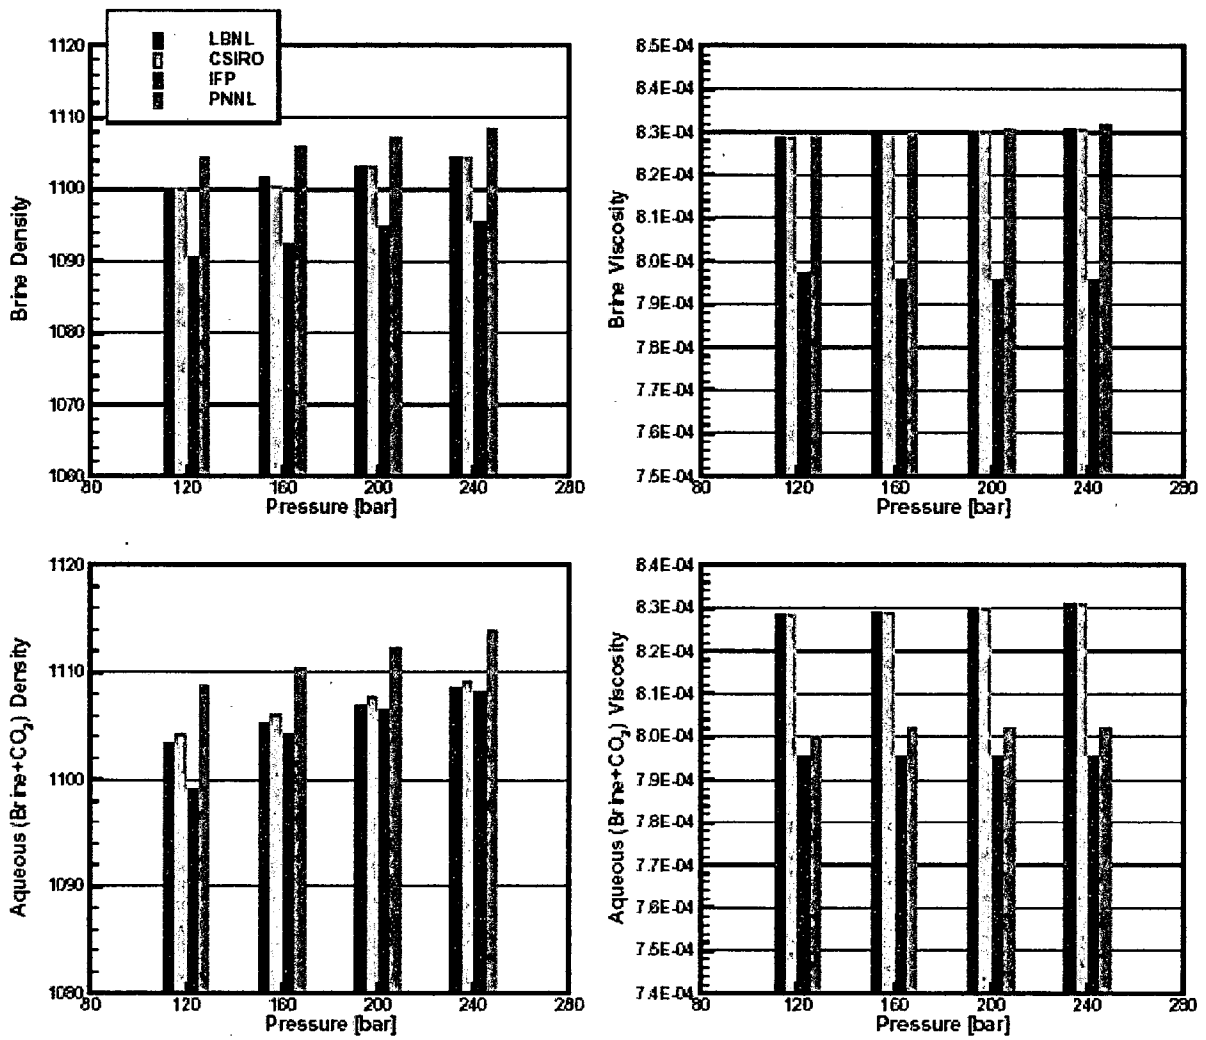 LBNL
CSIRO
IFP
PNNL
1120
1110
1100
1090
1080
1070
1060
Brine Density
80 120 160 200 240 280
Pressure [bar]
8.5E-04
8.4E-04
8.3E-04
8.2E-04
8.1E-04
8.0E-04
7.9E-04
7.8E-04
7.7E-04
7.6E-04
7.5E-04
Brine Viscosity
80 120 160 200 240 280
Pressure [bar]
1120
1110
1100
1090
1080
Aqueous (Brine+CO₂) Density
80 120 160 200 240 280
Pressure [bar]
8.4E-04
8.3E-04
8.2E-04
8.1E-04
8.0E-04
7.9E-04
7.8E-04
7.7E-04
7.6E-04
7.5E-04
7.4E-04
Aqueous (Brine+CO₂) Viscosity
80 120 160 200 240 280
Pressure [bar]